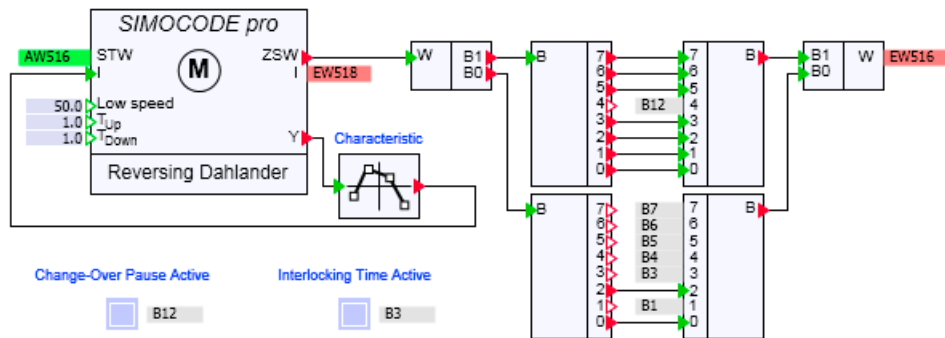 SIMOCODE pro
AW516 STW ZSW W B1 B 7 7 B B1 W EW516
I M I EW518 B0 6 6 B0
5 5
50.0 Low speed 4 B12 4
1.0 TUp 3 3
1.0 TDown Y Characteristic 2 2
1 1
Reversing Dahlander 0 0
B 7 B7 7 B
6 B6 6
5 B5 5
4 B4 4
Change-Over Pause Active Interlocking Time Active 3 B3 3
2 2
B12 B3 1 B1 1
0 0